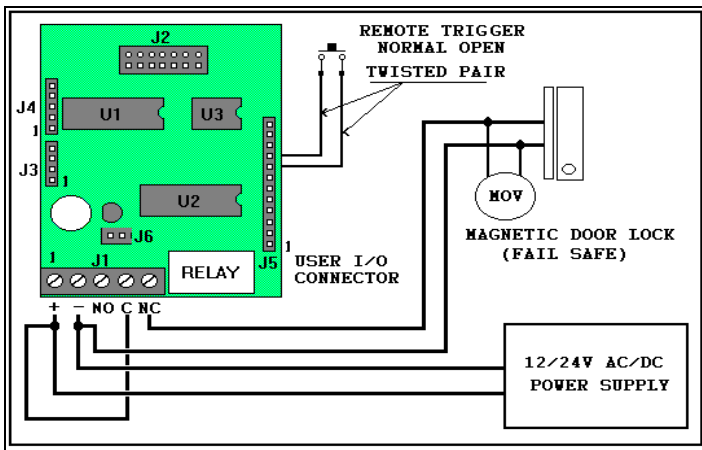 J2
REMOTE TRIGGER
NORMAL OPEN
TWISTED PAIR
J4
1
U1
U3
J3
1
U2
J6
MOV
MAGNETIC DOOR LOCK
(FAIL SAFE)
1
J1
RELAY
J5
1
USER I/O
CONNECTOR
+ − NO C NC
12/24V AC/DC
POWER SUPPLY